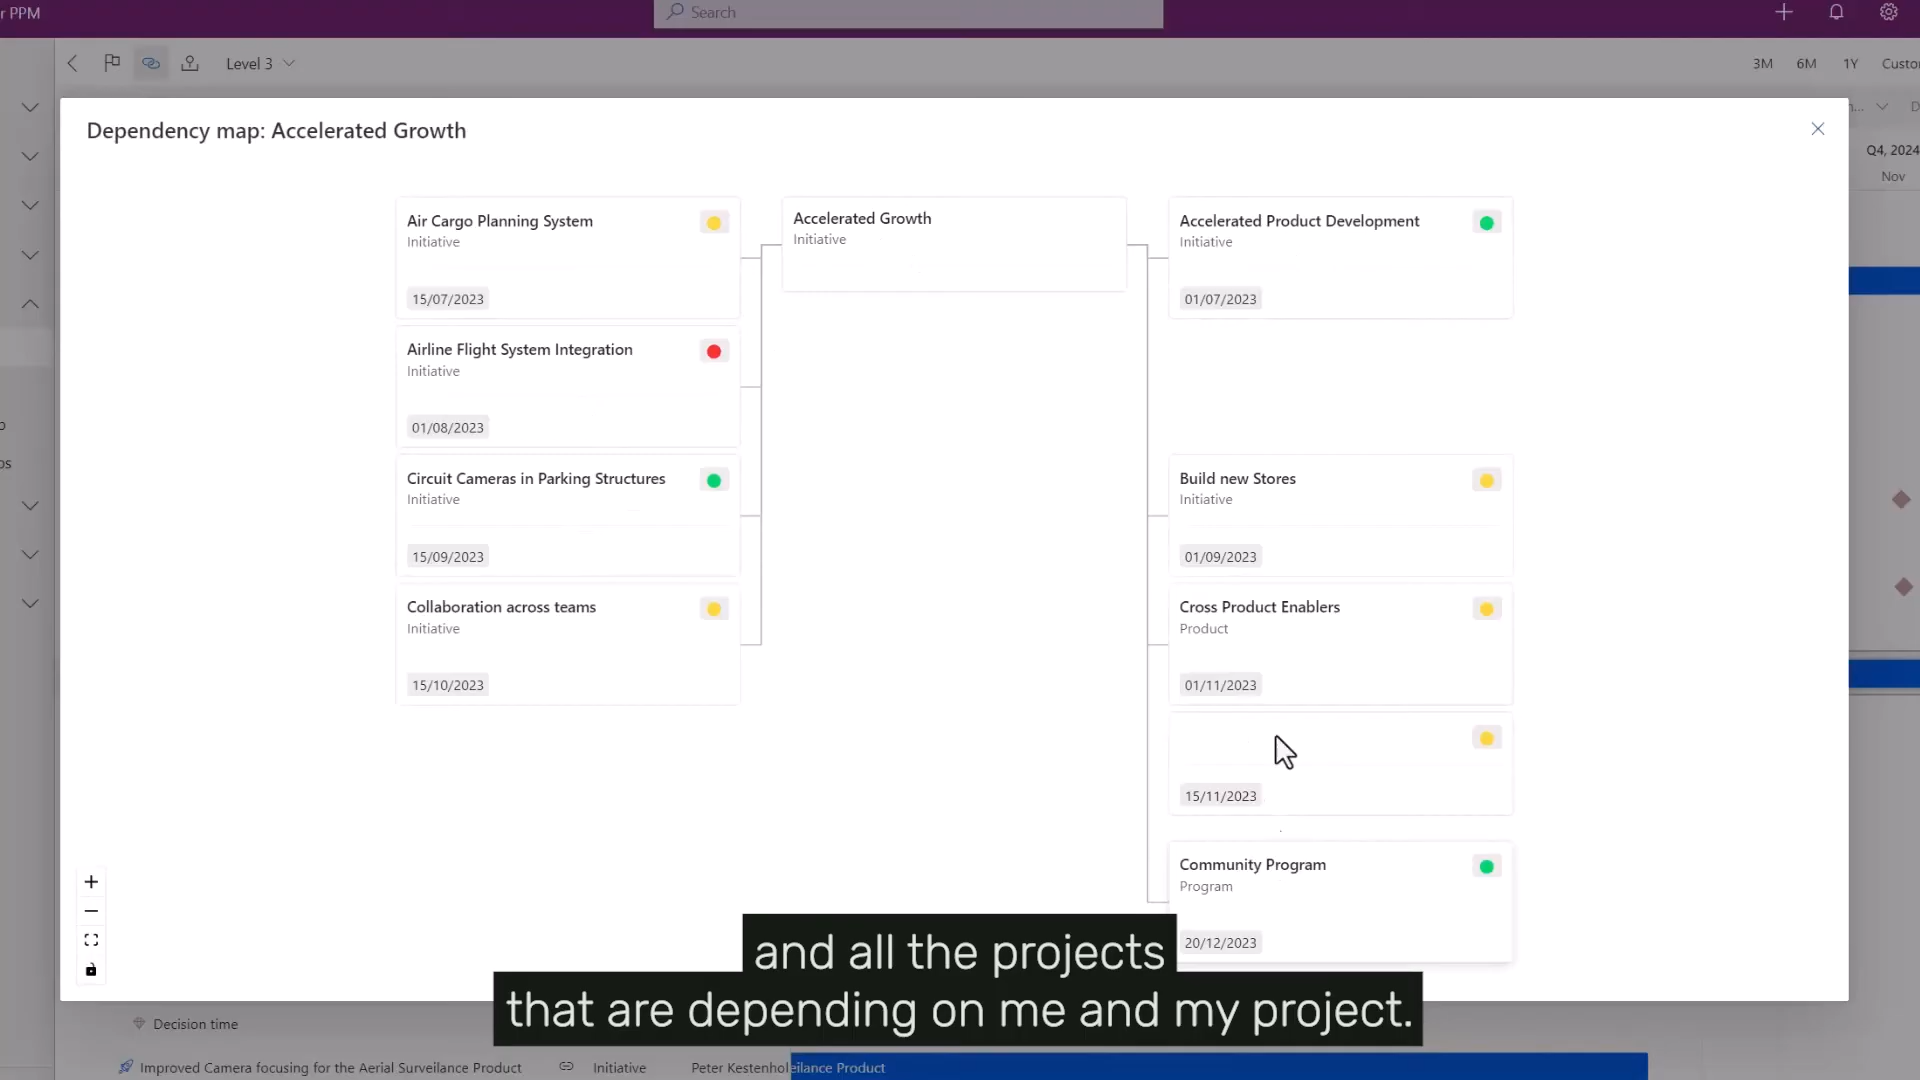 r PPM
Search
Level 3
3M
6M
1Y
Custo
Dependency map: Accelerated Growth
Q4, 2024
Nov
Air Cargo Planning System
Initiative
15/07/2023
Airline Flight System Integration
Initiative
01/08/2023
Circuit Cameras in Parking Structures
Initiative
15/09/2023
Collaboration across teams
Initiative
15/10/2023
Accelerated Growth
Initiative
Accelerated Product Development
Initiative
01/07/2023
Build new Stores
Initiative
01/09/2023
Cross Product Enablers
Product
01/11/2023
15/11/2023
Community Program
Program
20/12/2023
and all the projects
that are depending on me and my project.
Decision time
Improved Camera focusing for the Aerial Surveilance Product
Initiative
Peter Kestenhol
eilance Product